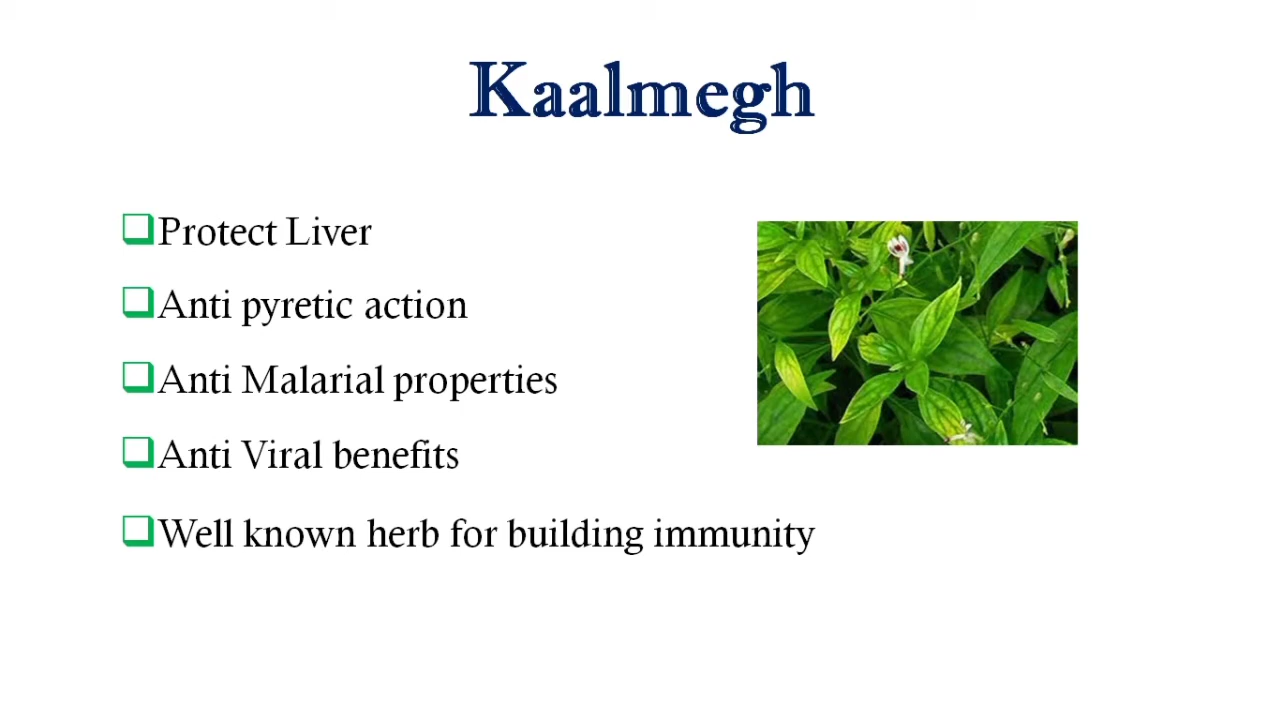 Kaalmegh
Protect Liver
Anti pyretic action
Anti Malarial properties
Anti Viral benefits
Well known herb for building immunity